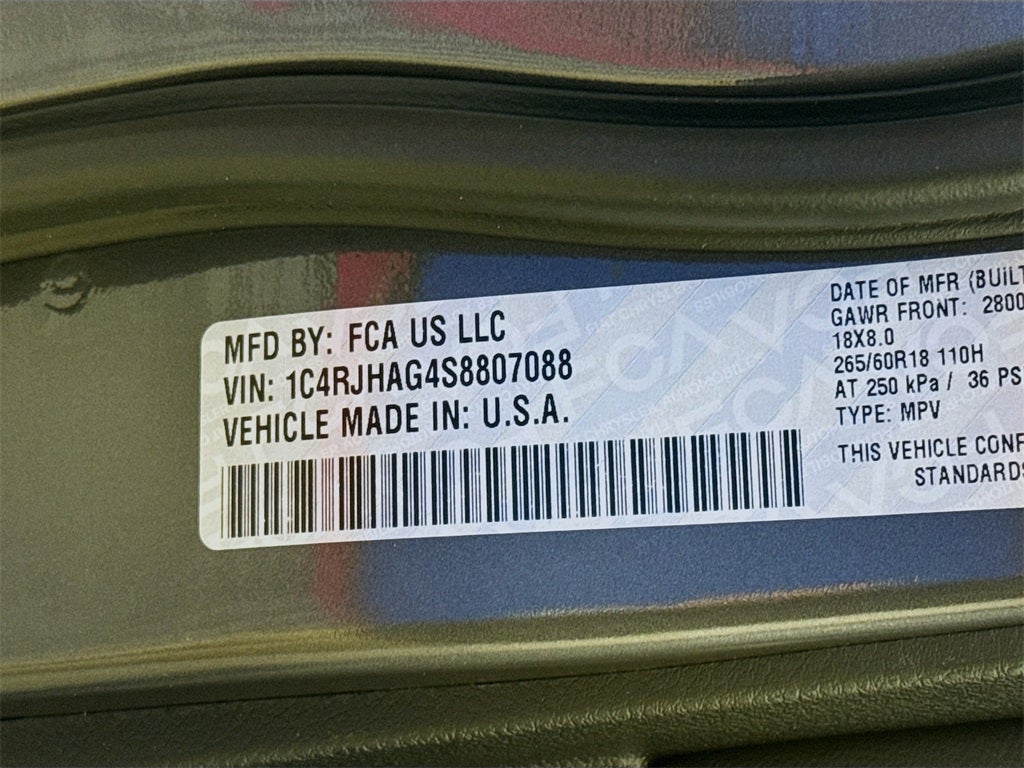 MFD BY: FCA US LLC
VIN: 1C4RJHAG4S8807088
VEHICLE MADE IN: U.S.A.
DATE OF MFR (BUILT
GAWR FRONT: 2800
18X8.0
265/60R18 110H
AT 250 kPa / 36 PS
TYPE: MPV
THIS VEHICLE CONF
STANDARDS